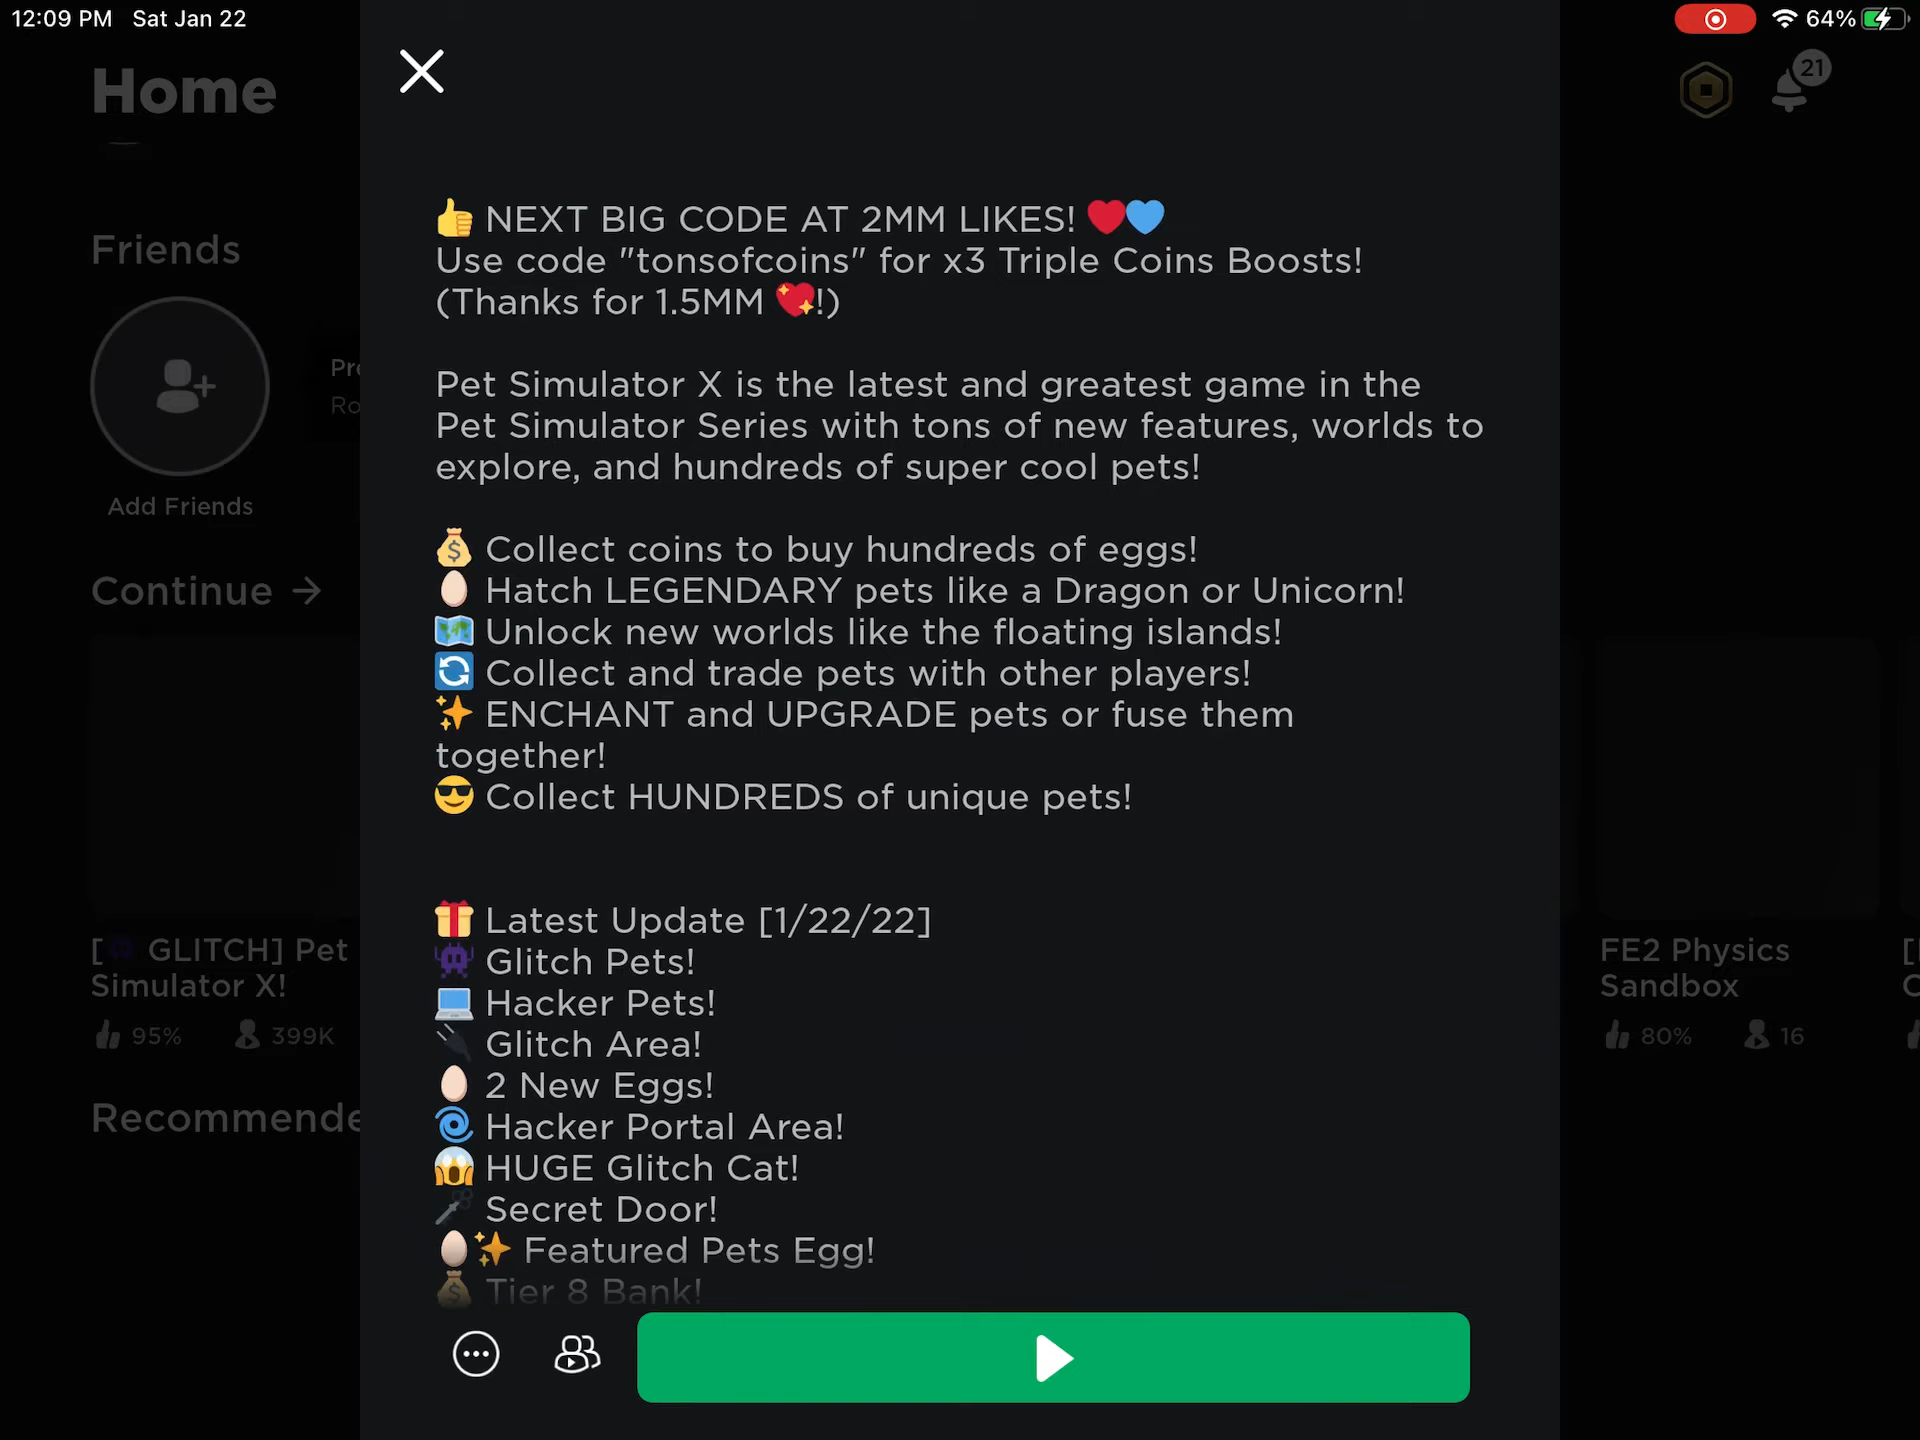 12:09 PM Sat Jan 22
64%
Home
21
Friends
Add Friends
Continue
[ GLITCH] Pet
Simulator X!
95% 399K
👍 NEXT BIG CODE AT 2MM LIKES! ❤️💙
Use code "tonsofcoins" for x3 Triple Coins Boosts!
(Thanks for 1.5MM 💖!)
Pet Simulator X is the latest and greatest game in the
Pet Simulator Series with tons of new features, worlds to
explore, and hundreds of super cool pets!
💰 Collect coins to buy hundreds of eggs!
🥚 Hatch LEGENDARY pets like a Dragon or Unicorn!
🗺️ Unlock new worlds like the floating islands!
🔄 Collect and trade pets with other players!
✨ ENCHANT and UPGRADE pets or fuse them
together!
😎 Collect HUNDREDS of unique pets!
🎁 Latest Update [1/22/22]
👾 Glitch Pets!
💻 Hacker Pets!
🔌 Glitch Area!
🥚 2 New Eggs!
🌀 Hacker Portal Area!
😱 HUGE Glitch Cat!
🗝️ Secret Door!
🥚✨ Featured Pets Egg!
💰 Tier 8 Bank!
FE2 Physics
Sandbox
80% 16